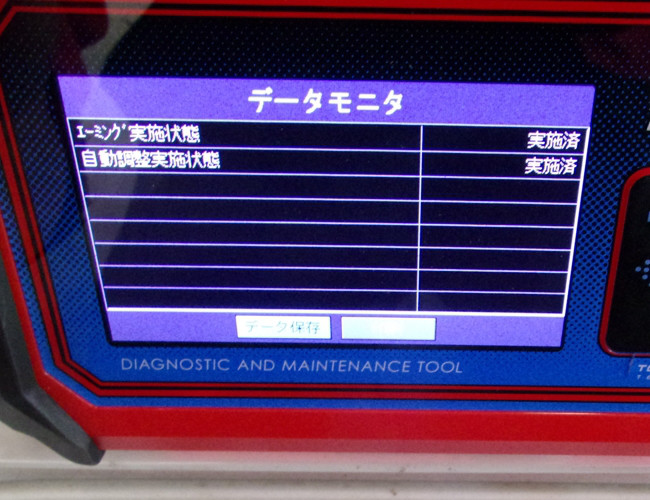 データモニタ
ｴｰﾐﾝｸﾞ実施状態 実施済
自動調整実施状態 実施済
データ保存
DIAGNOSTIC AND MAINTENANCE TOOL